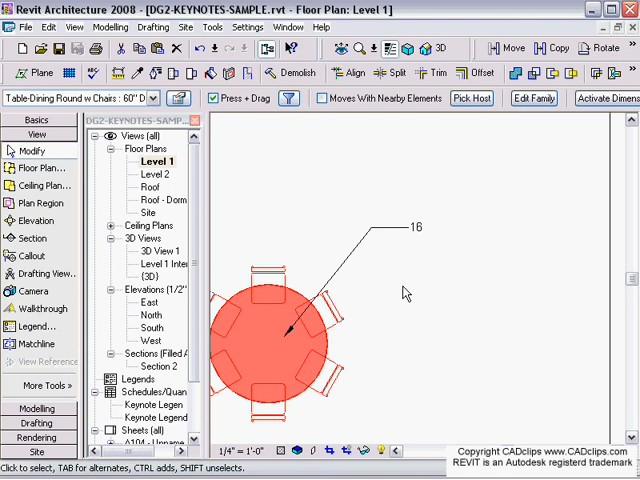 Revit Architecture 2008 - [DG2-KEYNOTES-SAMPLE.rvt - Floor Plan: Level 1]
File Edit View Modelling Drafting Site Tools Settings Window
3D Move Copy Rotate
Plane Demolish Align Split Trim Offset
Table-Dining Round w Chairs : 60" D Press + Drag Moves With Nearby Elements Pick Host Edit Family Activate Dimens
Basics
View
Modify
Floor Plan...
Ceiling Plan...
Plan Region
Elevation
Section
Callout
Drafting View..
Camera
Walkthrough
Legend...
Matchline
View Reference
More Tools »
Modelling
Drafting
Rendering
Site
DG2-KEYNOTES-SAMP...
Views (all)
Floor Plans
Level 1
Level 2
Roof
Roof - Dorm
Site
Ceiling Plans
3D Views
3D View 1
Level 1 Inter
{3D}
Elevations (1/2"
East
North
South
West
Sections (Filled A
Section 2
Legends
Schedules/Quan
Keynote Legen
Keynote Legend
Sheets (all)
A104 - Unname
16
1/4" = 1'-0"
Click to select, TAB for alternates, CTRL adds, SHIFT unselects.
Copyright CADclips www.CADclips.com
REVIT is an Autodesk registerd trademark